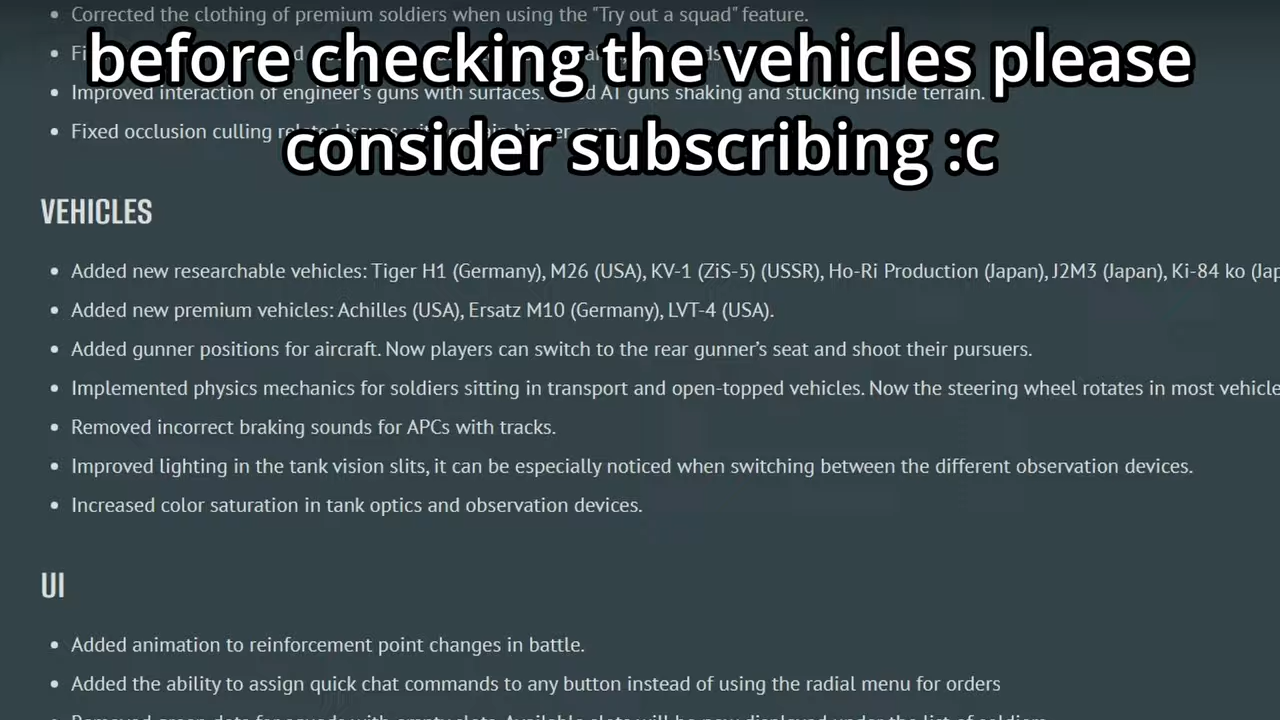 Corrected the clothing of premium soldiers when using the "Try out a squad" feature.
before checking the vehicles please
Improved interaction of engineer's guns with surfaces. AT guns shaking and stucking inside terrain.
Fixed occlusion culling
consider subscribing :c
VEHICLES
Added new researchable vehicles: Tiger H1 (Germany), M26 (USA), KV-1 (ZiS-5) (USSR), Ho-Ri Production (Japan), J2M3 (Japan), Ki-84 ko (Jap
Added new premium vehicles: Achilles (USA), Ersatz M10 (Germany), LVT-4 (USA).
Added gunner positions for aircraft. Now players can switch to the rear gunner’s seat and shoot their pursuers.
Implemented physics mechanics for soldiers sitting in transport and open-topped vehicles. Now the steering wheel rotates in most vehicle
Removed incorrect braking sounds for APCs with tracks.
Improved lighting in the tank vision slits, it can be especially noticed when switching between the different observation devices.
Increased color saturation in tank optics and observation devices.
UI
Added animation to reinforcement point changes in battle.
Added the ability to assign quick chat commands to any button instead of using the radial menu for orders